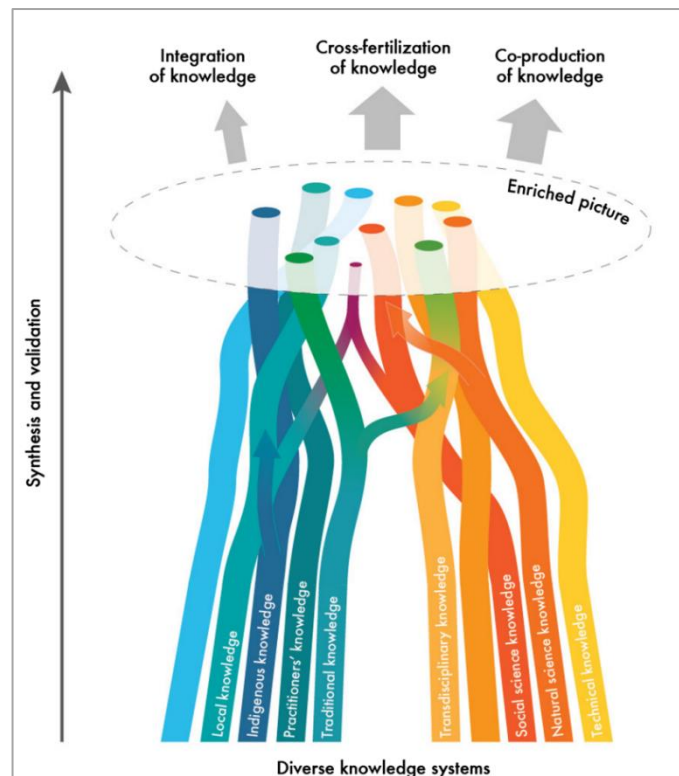 Integration
of knowledge
Cross-fertilization
of knowledge
Co-production
of knowledge
Enriched picture
Synthesis and validation
Local knowledge
Indigenous knowledge
Practitioners' knowledge
Traditional knowledge
Transdisciplinary knowledge
Social science knowledge
Natural science knowledge
Technical knowledge
Diverse knowledge systems